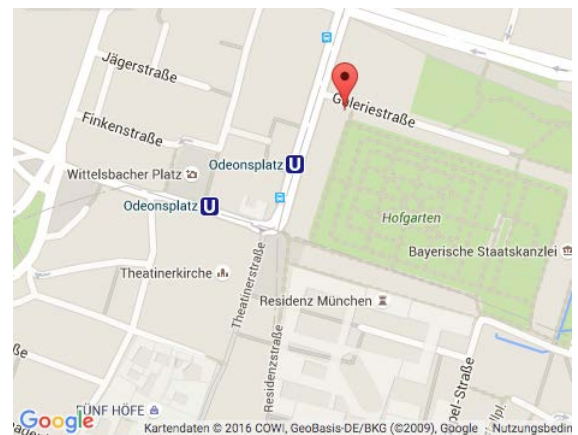 Jägerstraße
Galeriestraße
Finkenstraße
Odeonsplatz U
Wittelsbacher Platz
Odeonsplatz U
Hofgarten
Bayerische Staatskanzlei
Theatinerkirche
Theatinerstraße
Residenz München
Residenzstraße
FÜNF HÖFE
Google
Kartendaten © 2016 COWI, GeoBasis-DE/BKG (©2009), Google
Nutzungsbedin